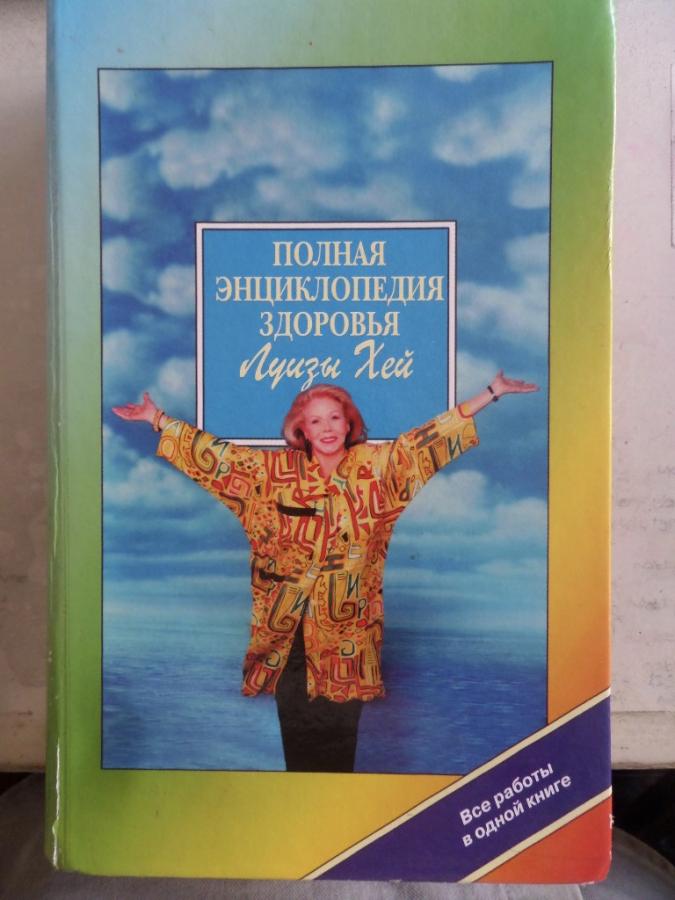 ПОЛНАЯ
ЭНЦИКЛОПЕДИЯ
ЗДОРОВЬЯ
Луизы Хей
Все работы
в одной книге